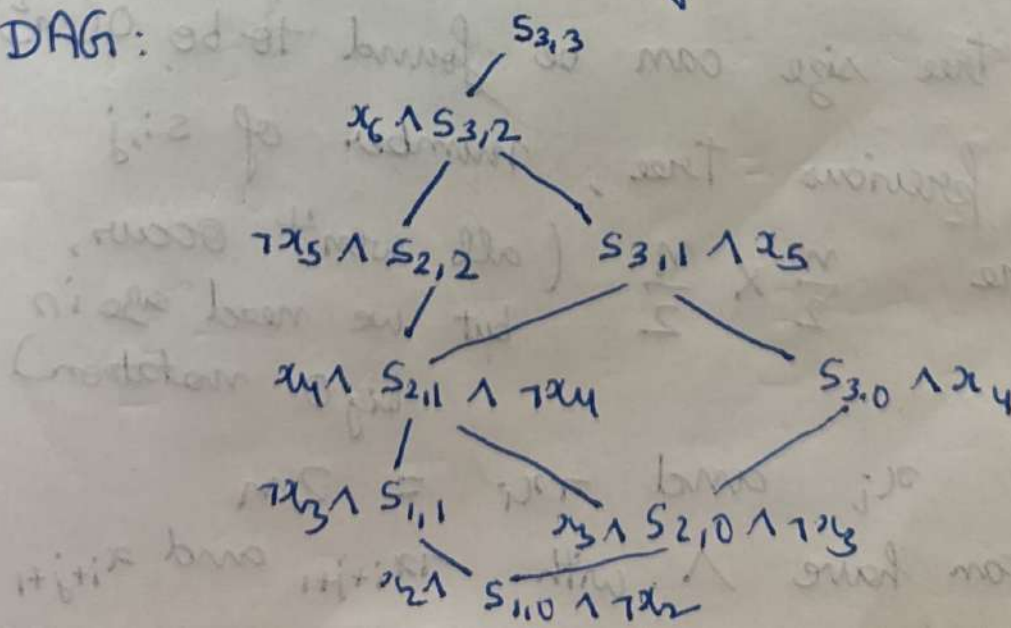 DAG:
S3,3
x6 ∧ S3,2
¬x5 ∧ S2,2 S3,1 ∧ x5
x4 ∧ S2,1 ∧ ¬x4 S3,0 ∧ x4
¬x3 ∧ S1,1 x3 ∧ S2,0 ∧ ¬x3
x2 ∧ S1,0 ∧ ¬x2